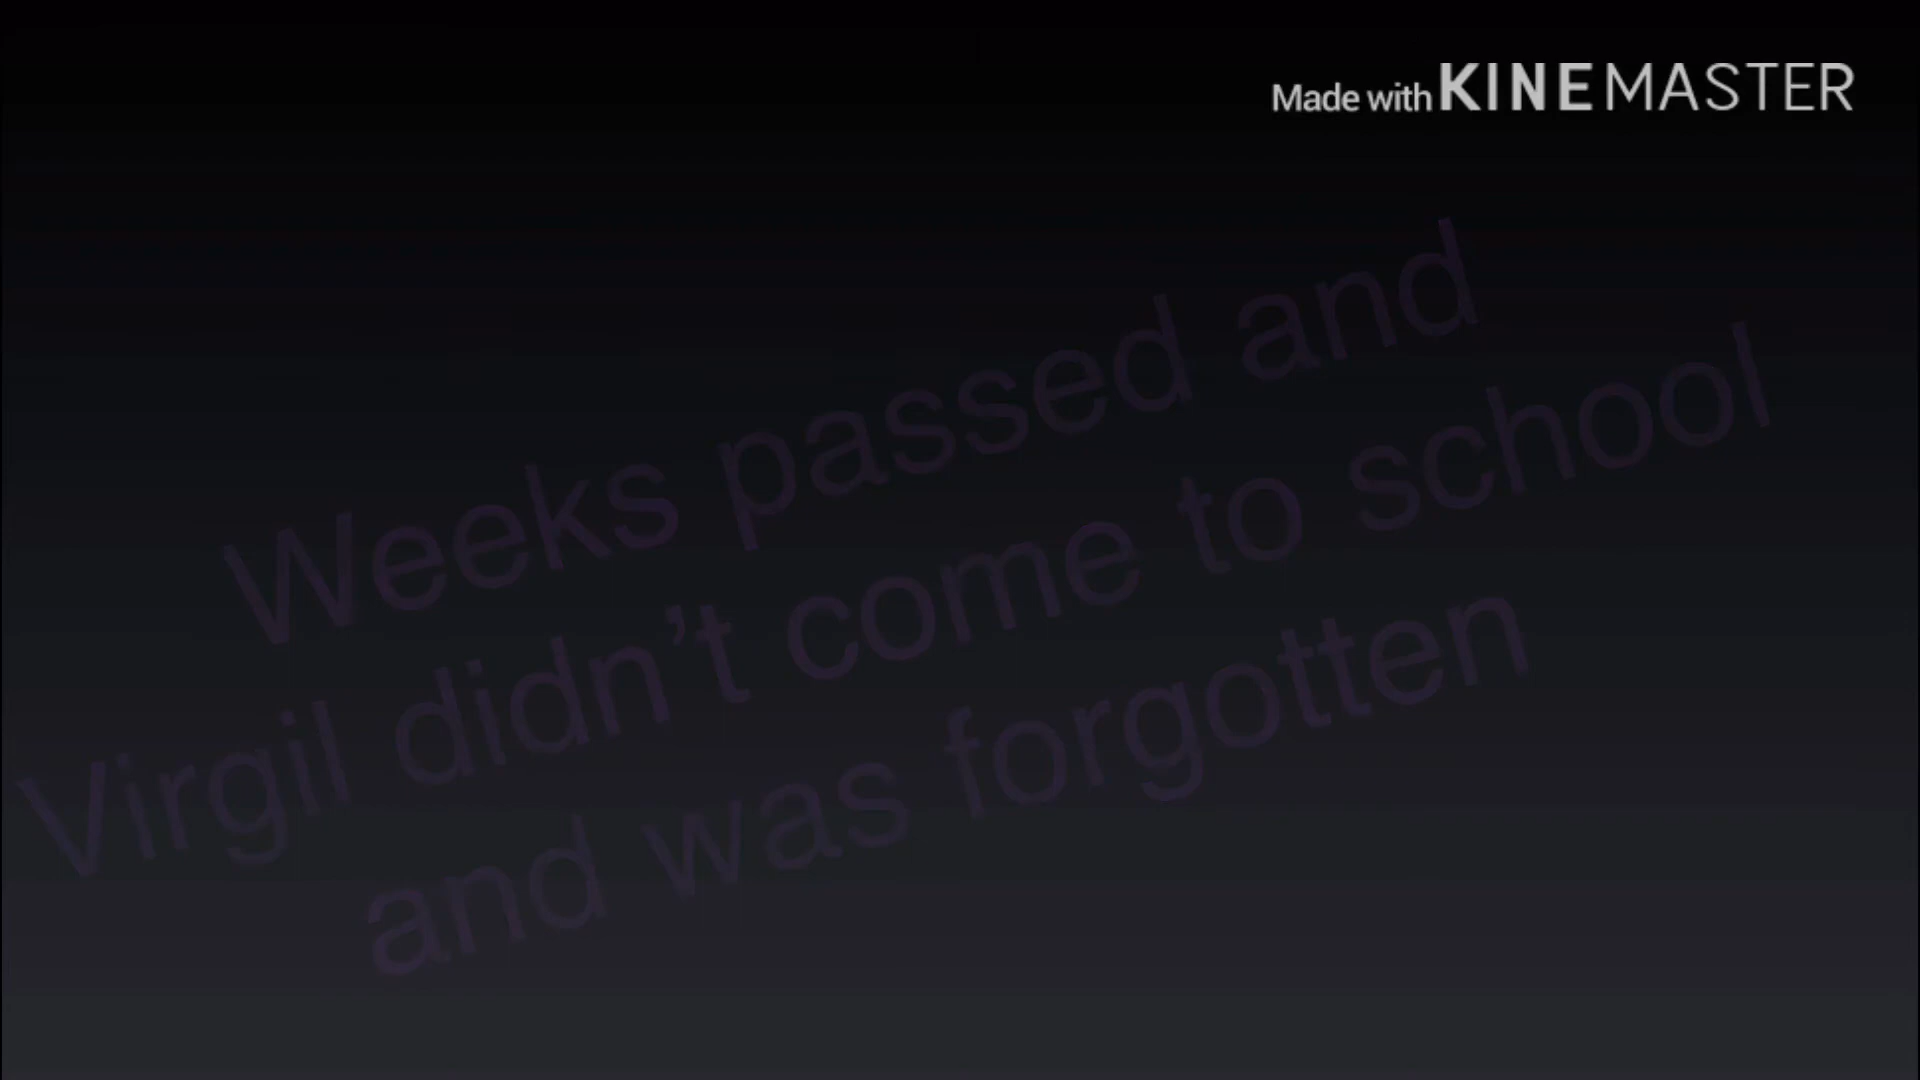 Made with KINEMASTER
Weeks passed and
Virgil didn’t come to school
and was forgotten